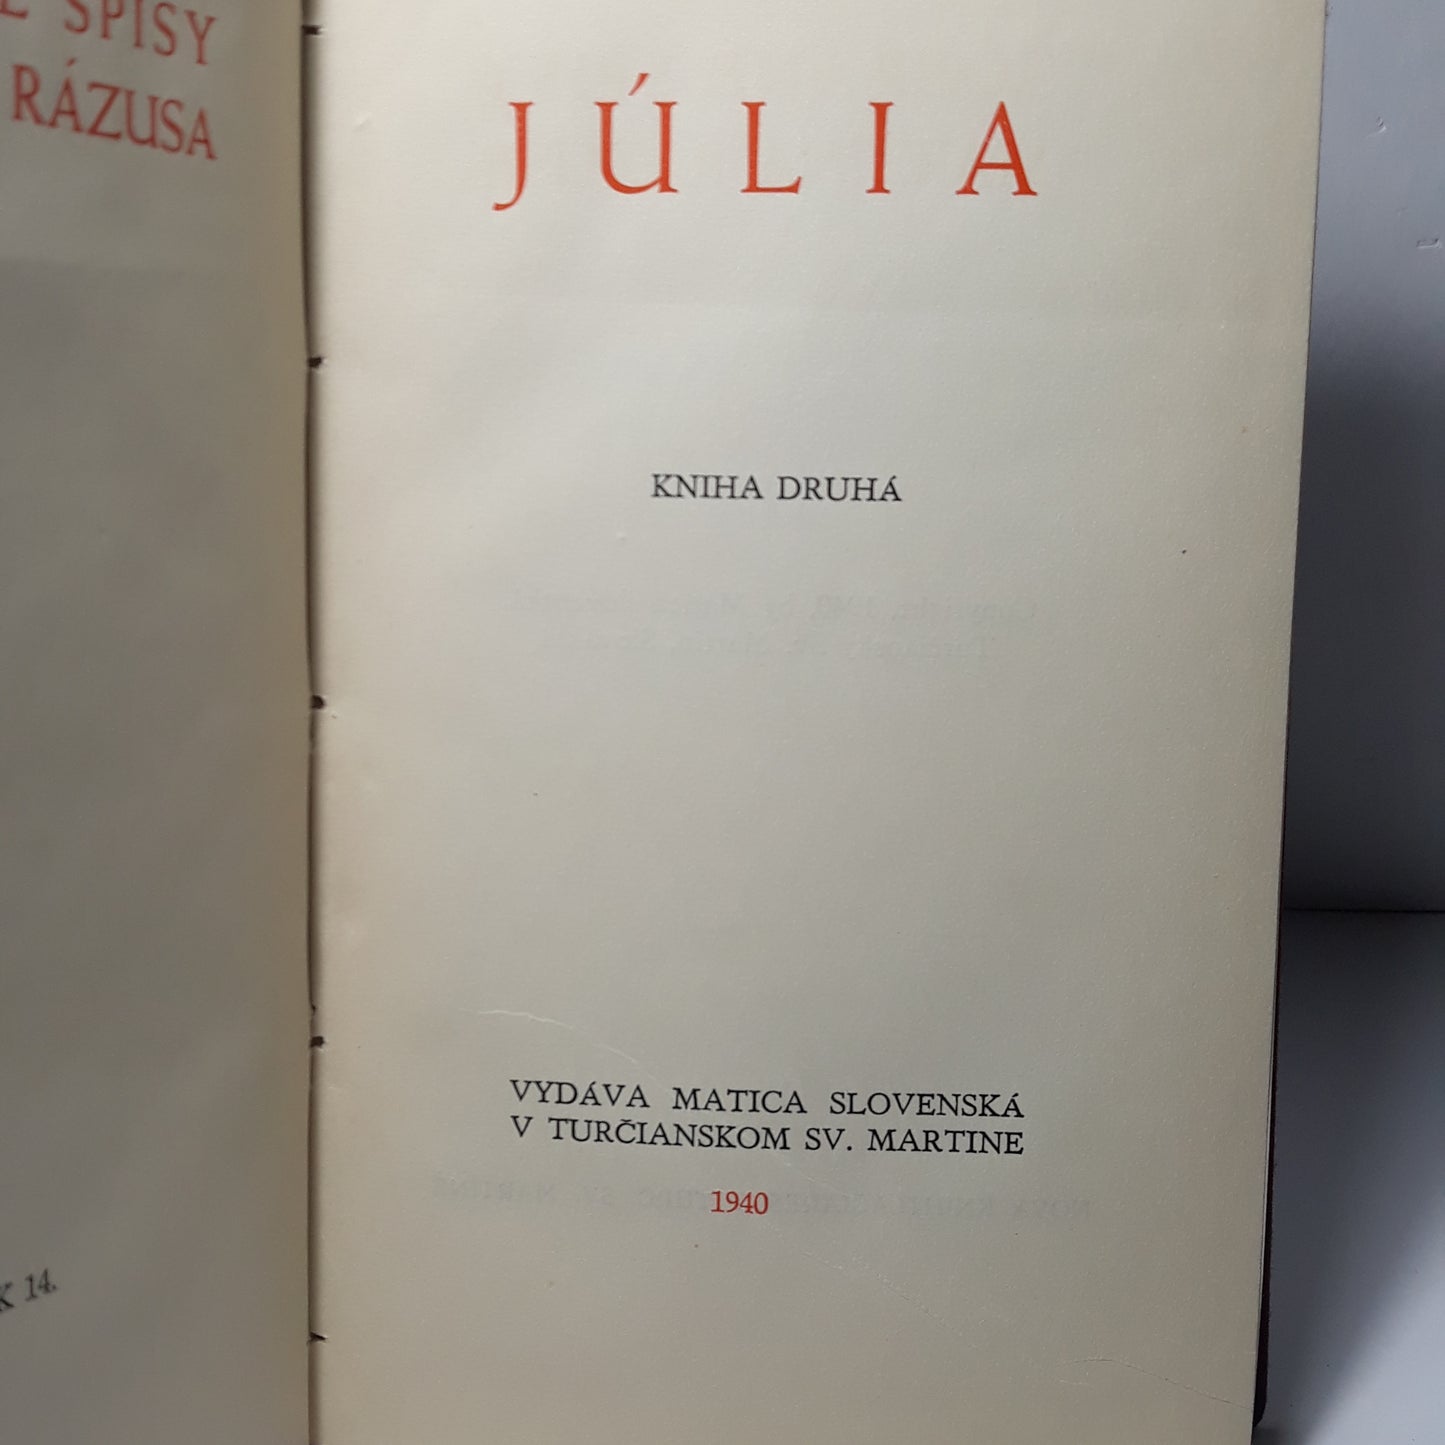 SPISY
RÁZUSA
K 14.
JÚLIA
KNIHA DRUHÁ
VYDÁVA MATICA SLOVENSKÁ
V TURČIANSKOM SV. MARTINE
1940